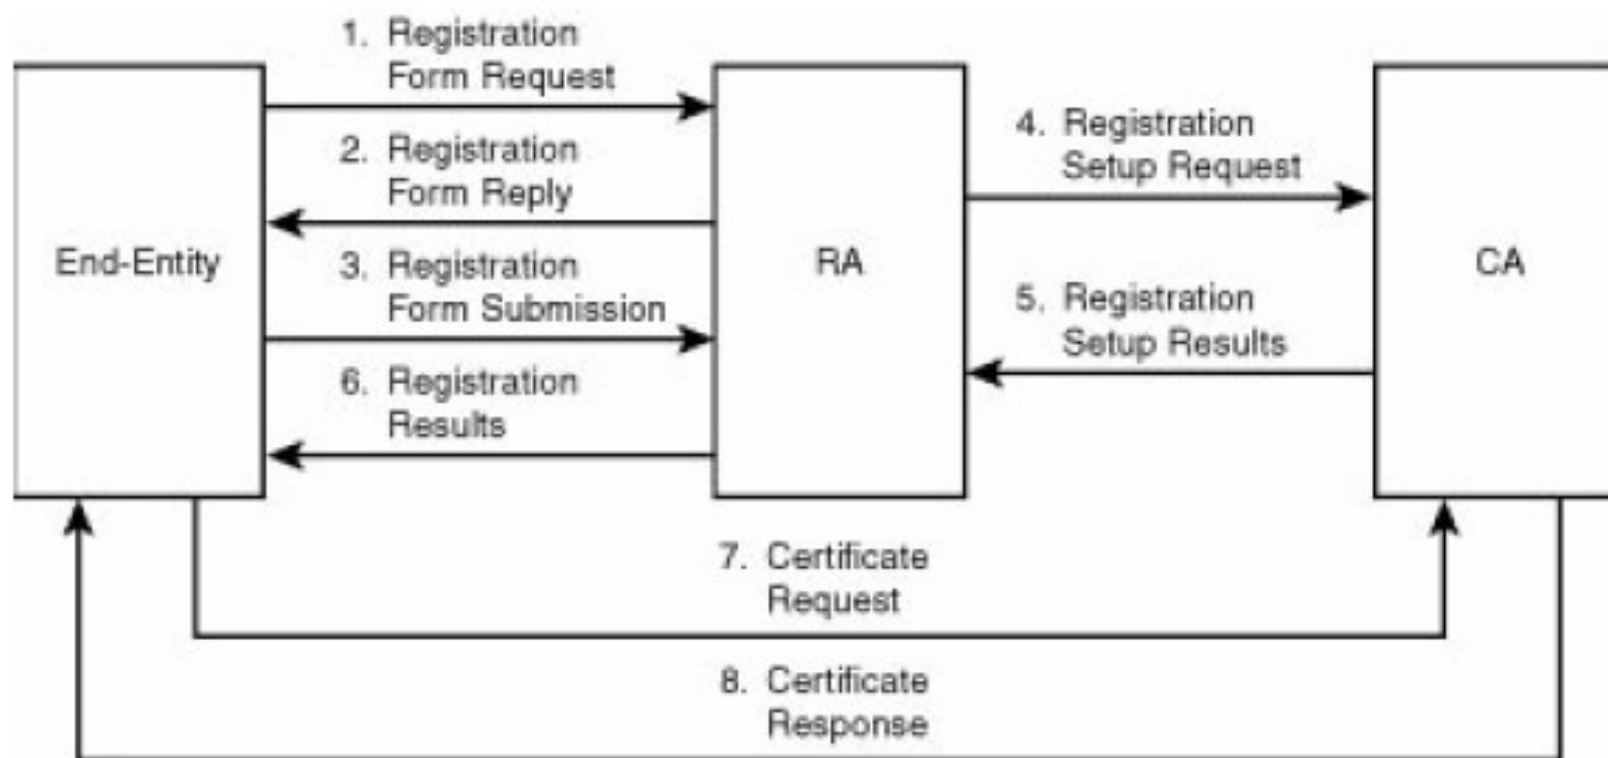 1. Registration
Form Request
2. Registration
Form Reply
End-Entity
3. Registration
Form Submission
6. Registration
Results
RA
4. Registration
Setup Request
5. Registration
Setup Results
CA
7. Certificate
Request
8. Certificate
Response